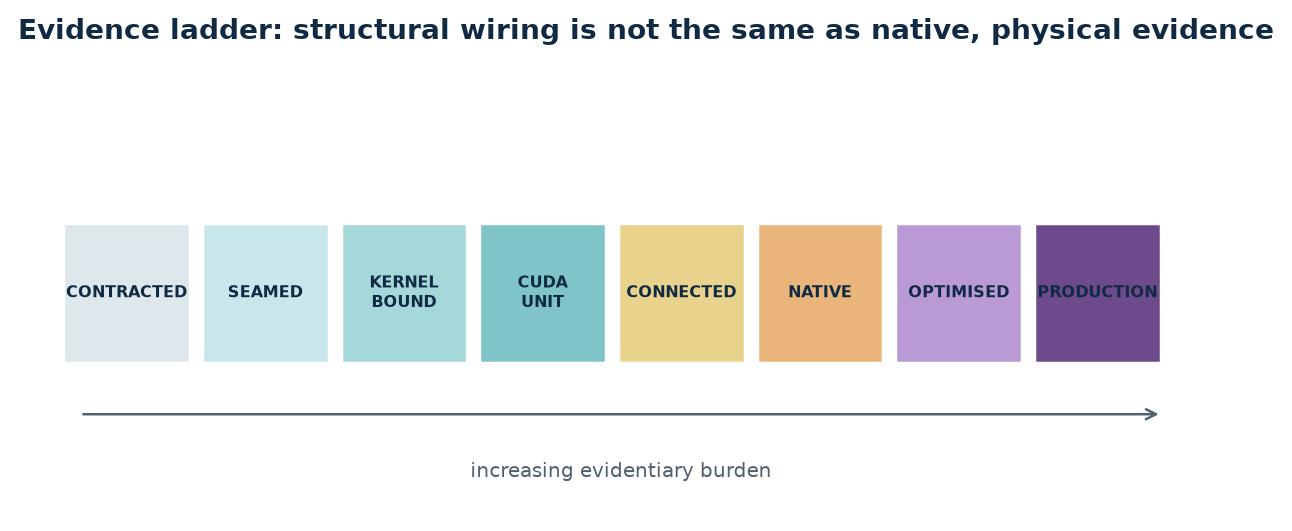 Evidence ladder: structural wiring is not the same as native, physical evidence
CONTRACTED
SEAMED
KERNEL
BOUND
CUDA
UNIT
CONNECTED
NATIVE
OPTIMISED
PRODUCTION
increasing evidentiary burden